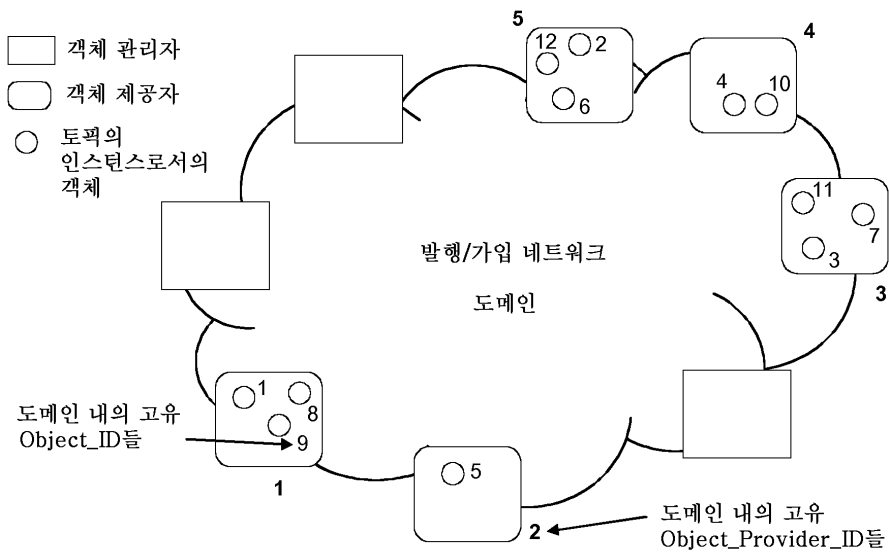 객체 관리자
객체 제공자
토픽의
인스턴스로서의
객체
5
12
2
6
4
4
10
11
7
3
3
발행/가입 네트워크
도메인
1
8
9
도메인 내의 고유
Object_ID들
1
5
2
도메인 내의 고유
Object_Provider_ID들